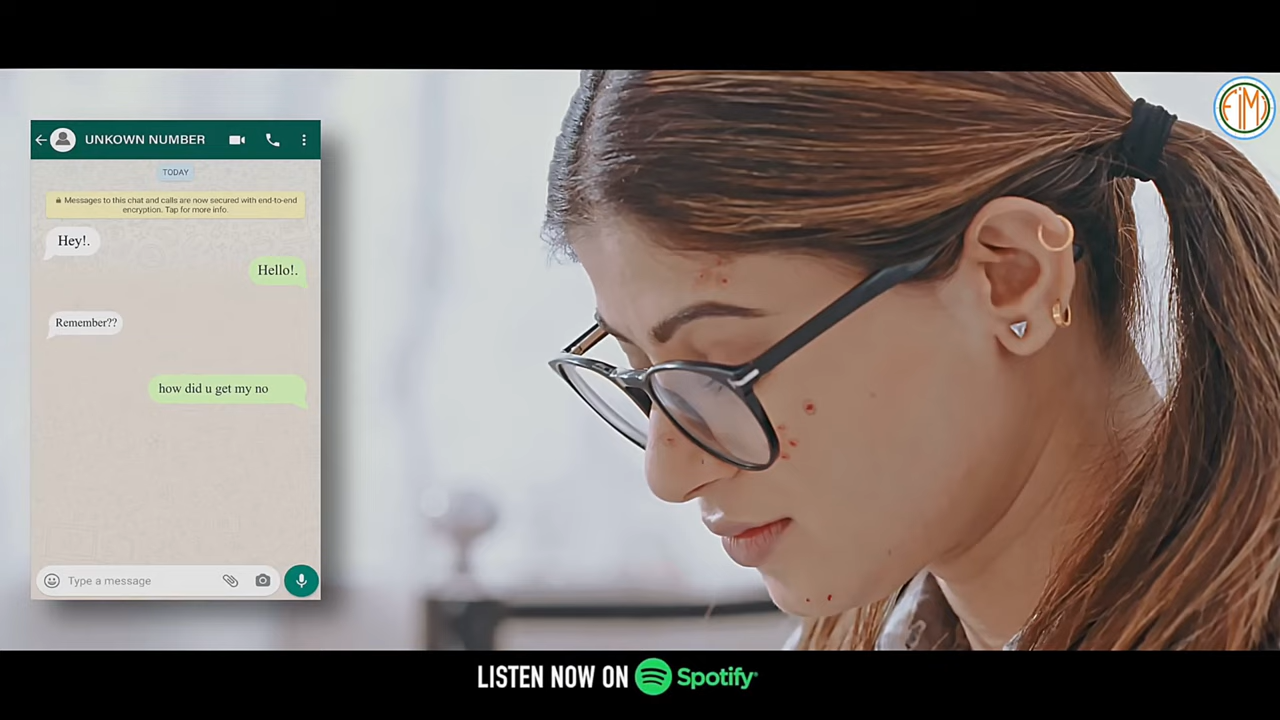 UNKOWN NUMBER
TODAY
Messages to this chat and calls are now secured with end-to-end
encryption. Tap for more info.
Hey!.
Hello!.
Remember??
how did u get my no
Type a message
FiMi
LISTEN NOW ON Spotify